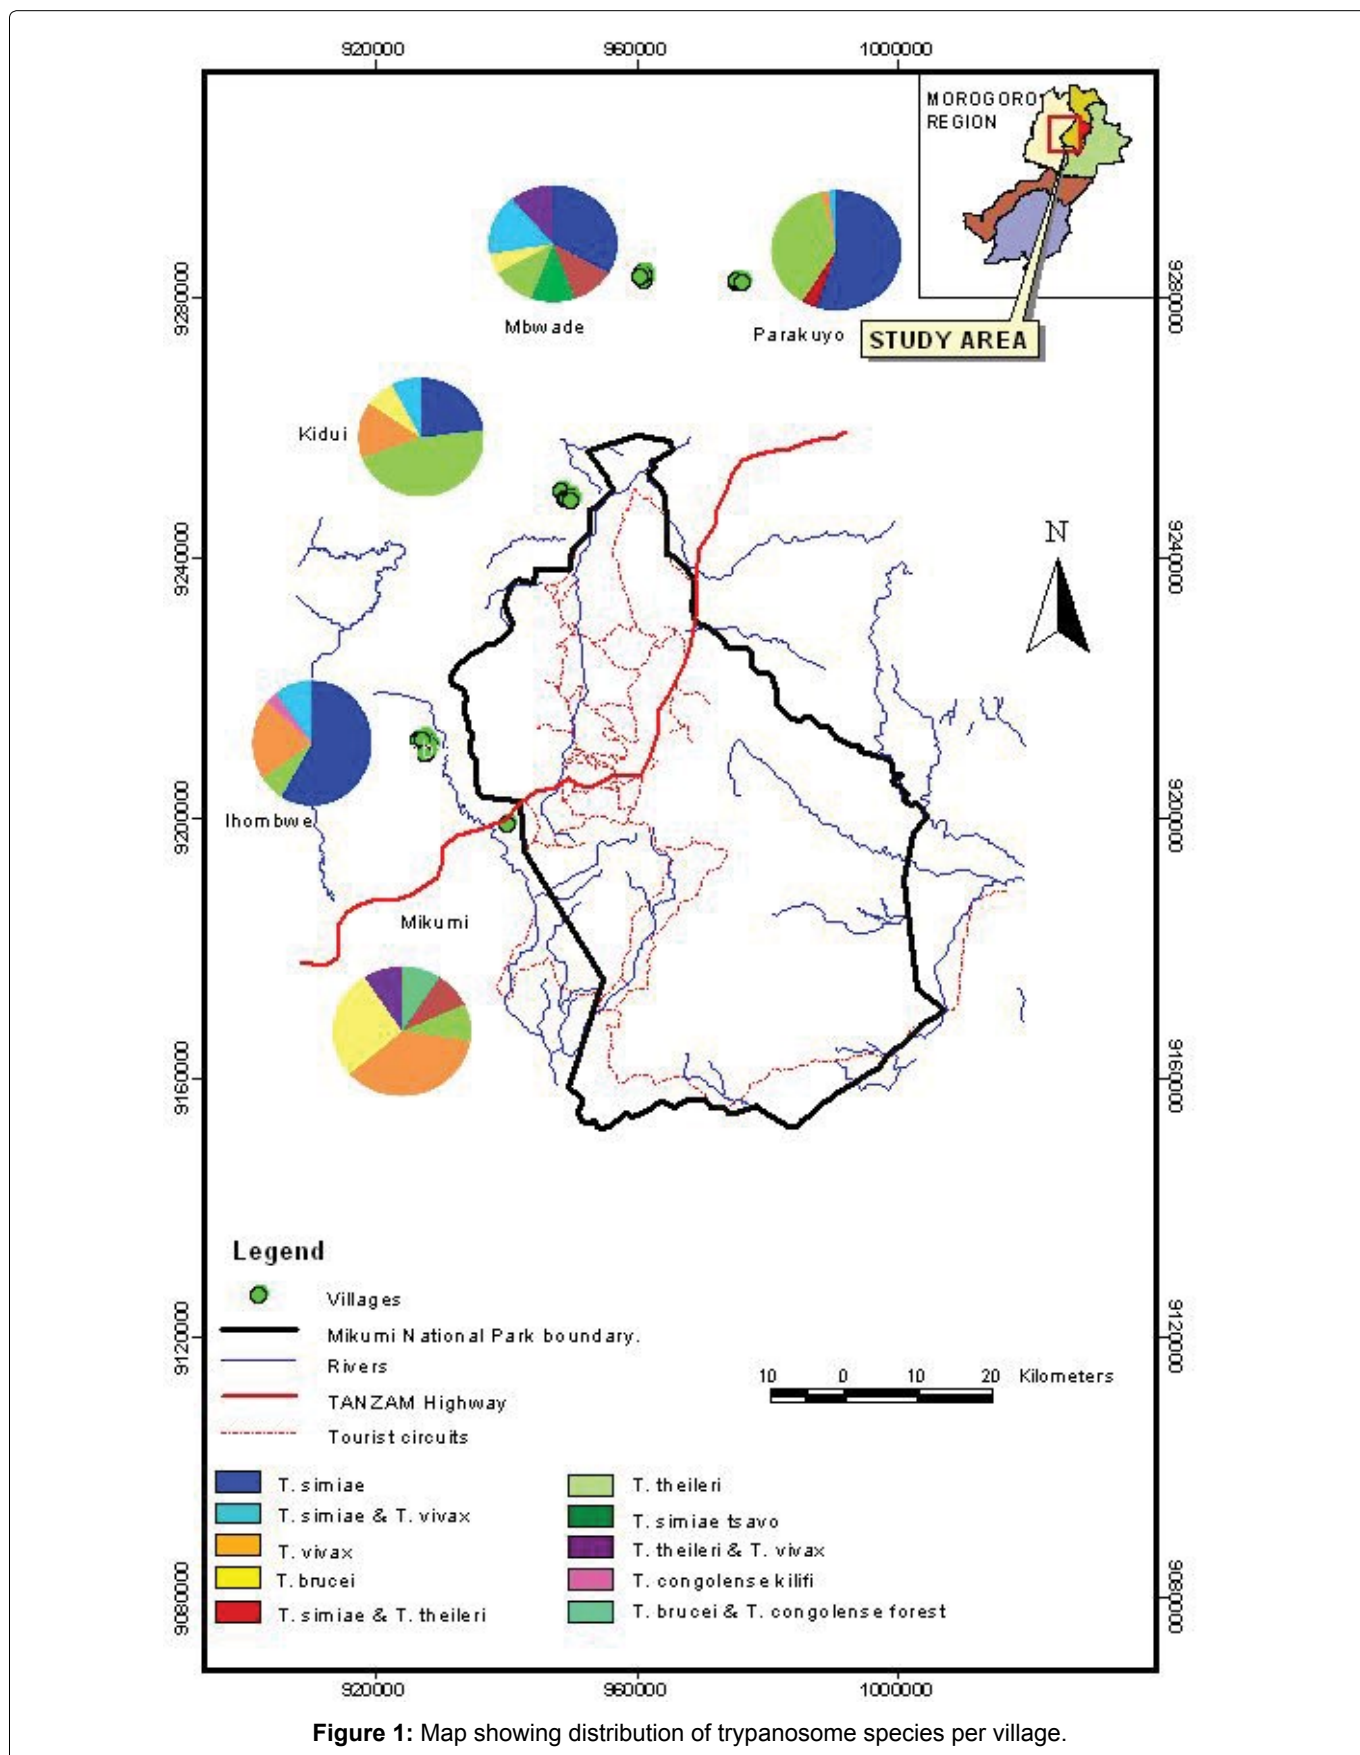 920000 960000 1000000
MOROGORO
REGION
9280000 9280000
Mbwade Parakuyo
STUDY AREA
Kidui
N
9240000 9240000
Ihombwe
9200000 9200000
Mikumi
9160000 9160000
Legend
Villages
9120000 9120000
Mikumi National Park boundary.
Rivers
10 0 10 20 Kilometers
TANZAM Highway
Tourist circuits
T. simiae T. theileri
T. simiae & T. vivax T. simiae tsavo
T. vivax T. theileri & T. vivax
T. brucei T. congolense kilifi
T. simiae & T. theileri T. brucei & T. congolense forest
9080000 9080000
920000 960000 1000000
Figure 1: Map showing distribution of trypanosome species per village.